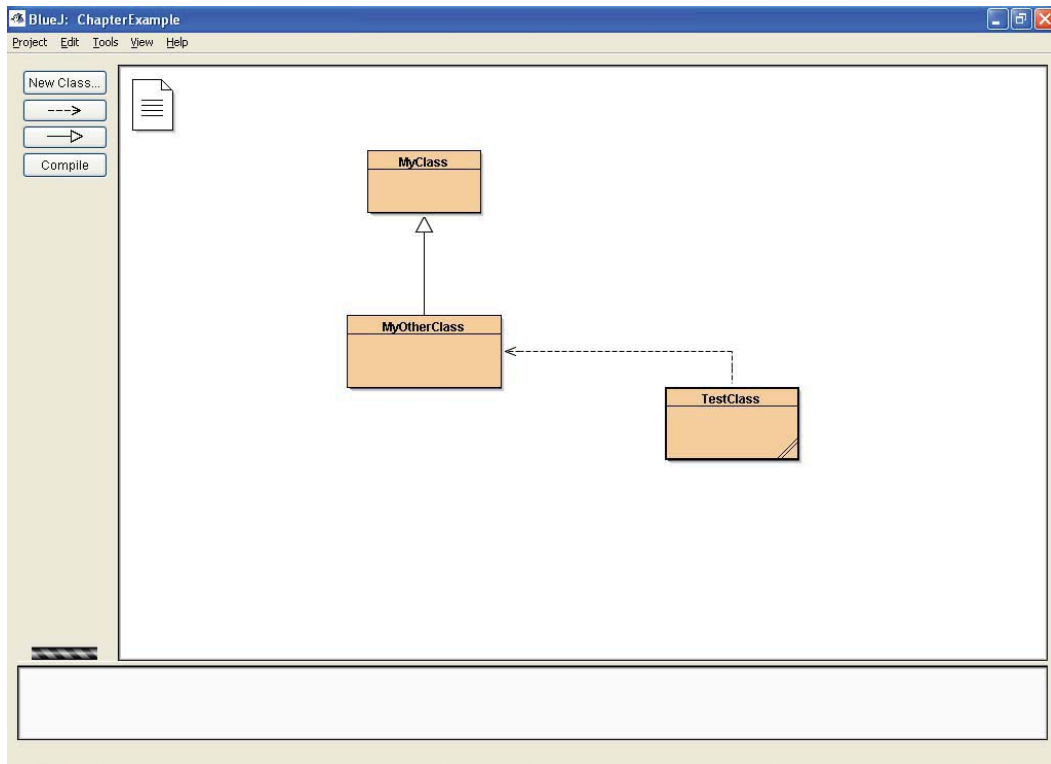 BlueJ: ChapterExample
Project Edit Tools View Help
New Class...
Compile
MyClass
MyOtherClass
TestClass